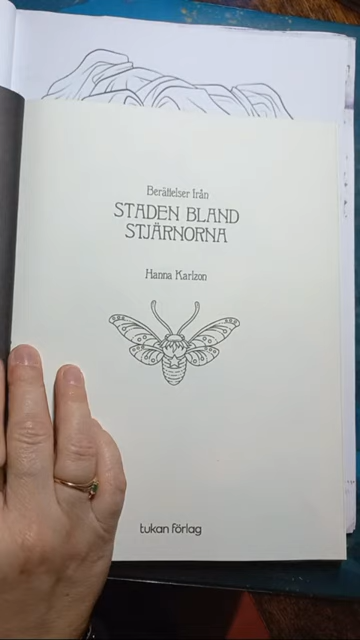 Berättelser från
STADEN BLAND
STJÄRNORNA
Hanna Karlzon
tukan förlag